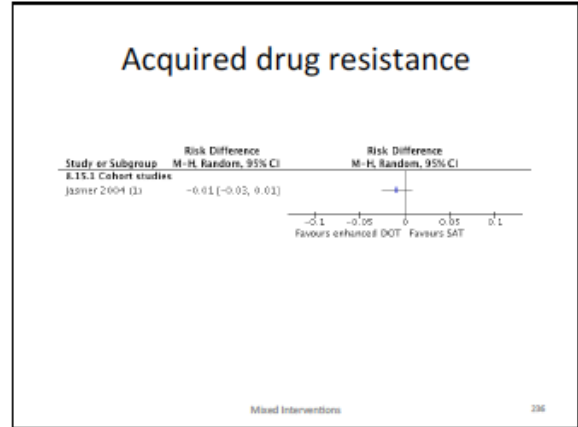 Acquired drug resistance
Risk Difference Risk Difference
Study or Subgroup M-H, Random, 95% CI M-H, Random, 95% CI
8.15.1 Cohort studies
Jasmer 2004 (1) -0.01 [-0.03, 0.01]
-0.1 -0.05 0 0.05 0.1
Favours enhanced DOT Favours SAT
Mixed Interventions 236